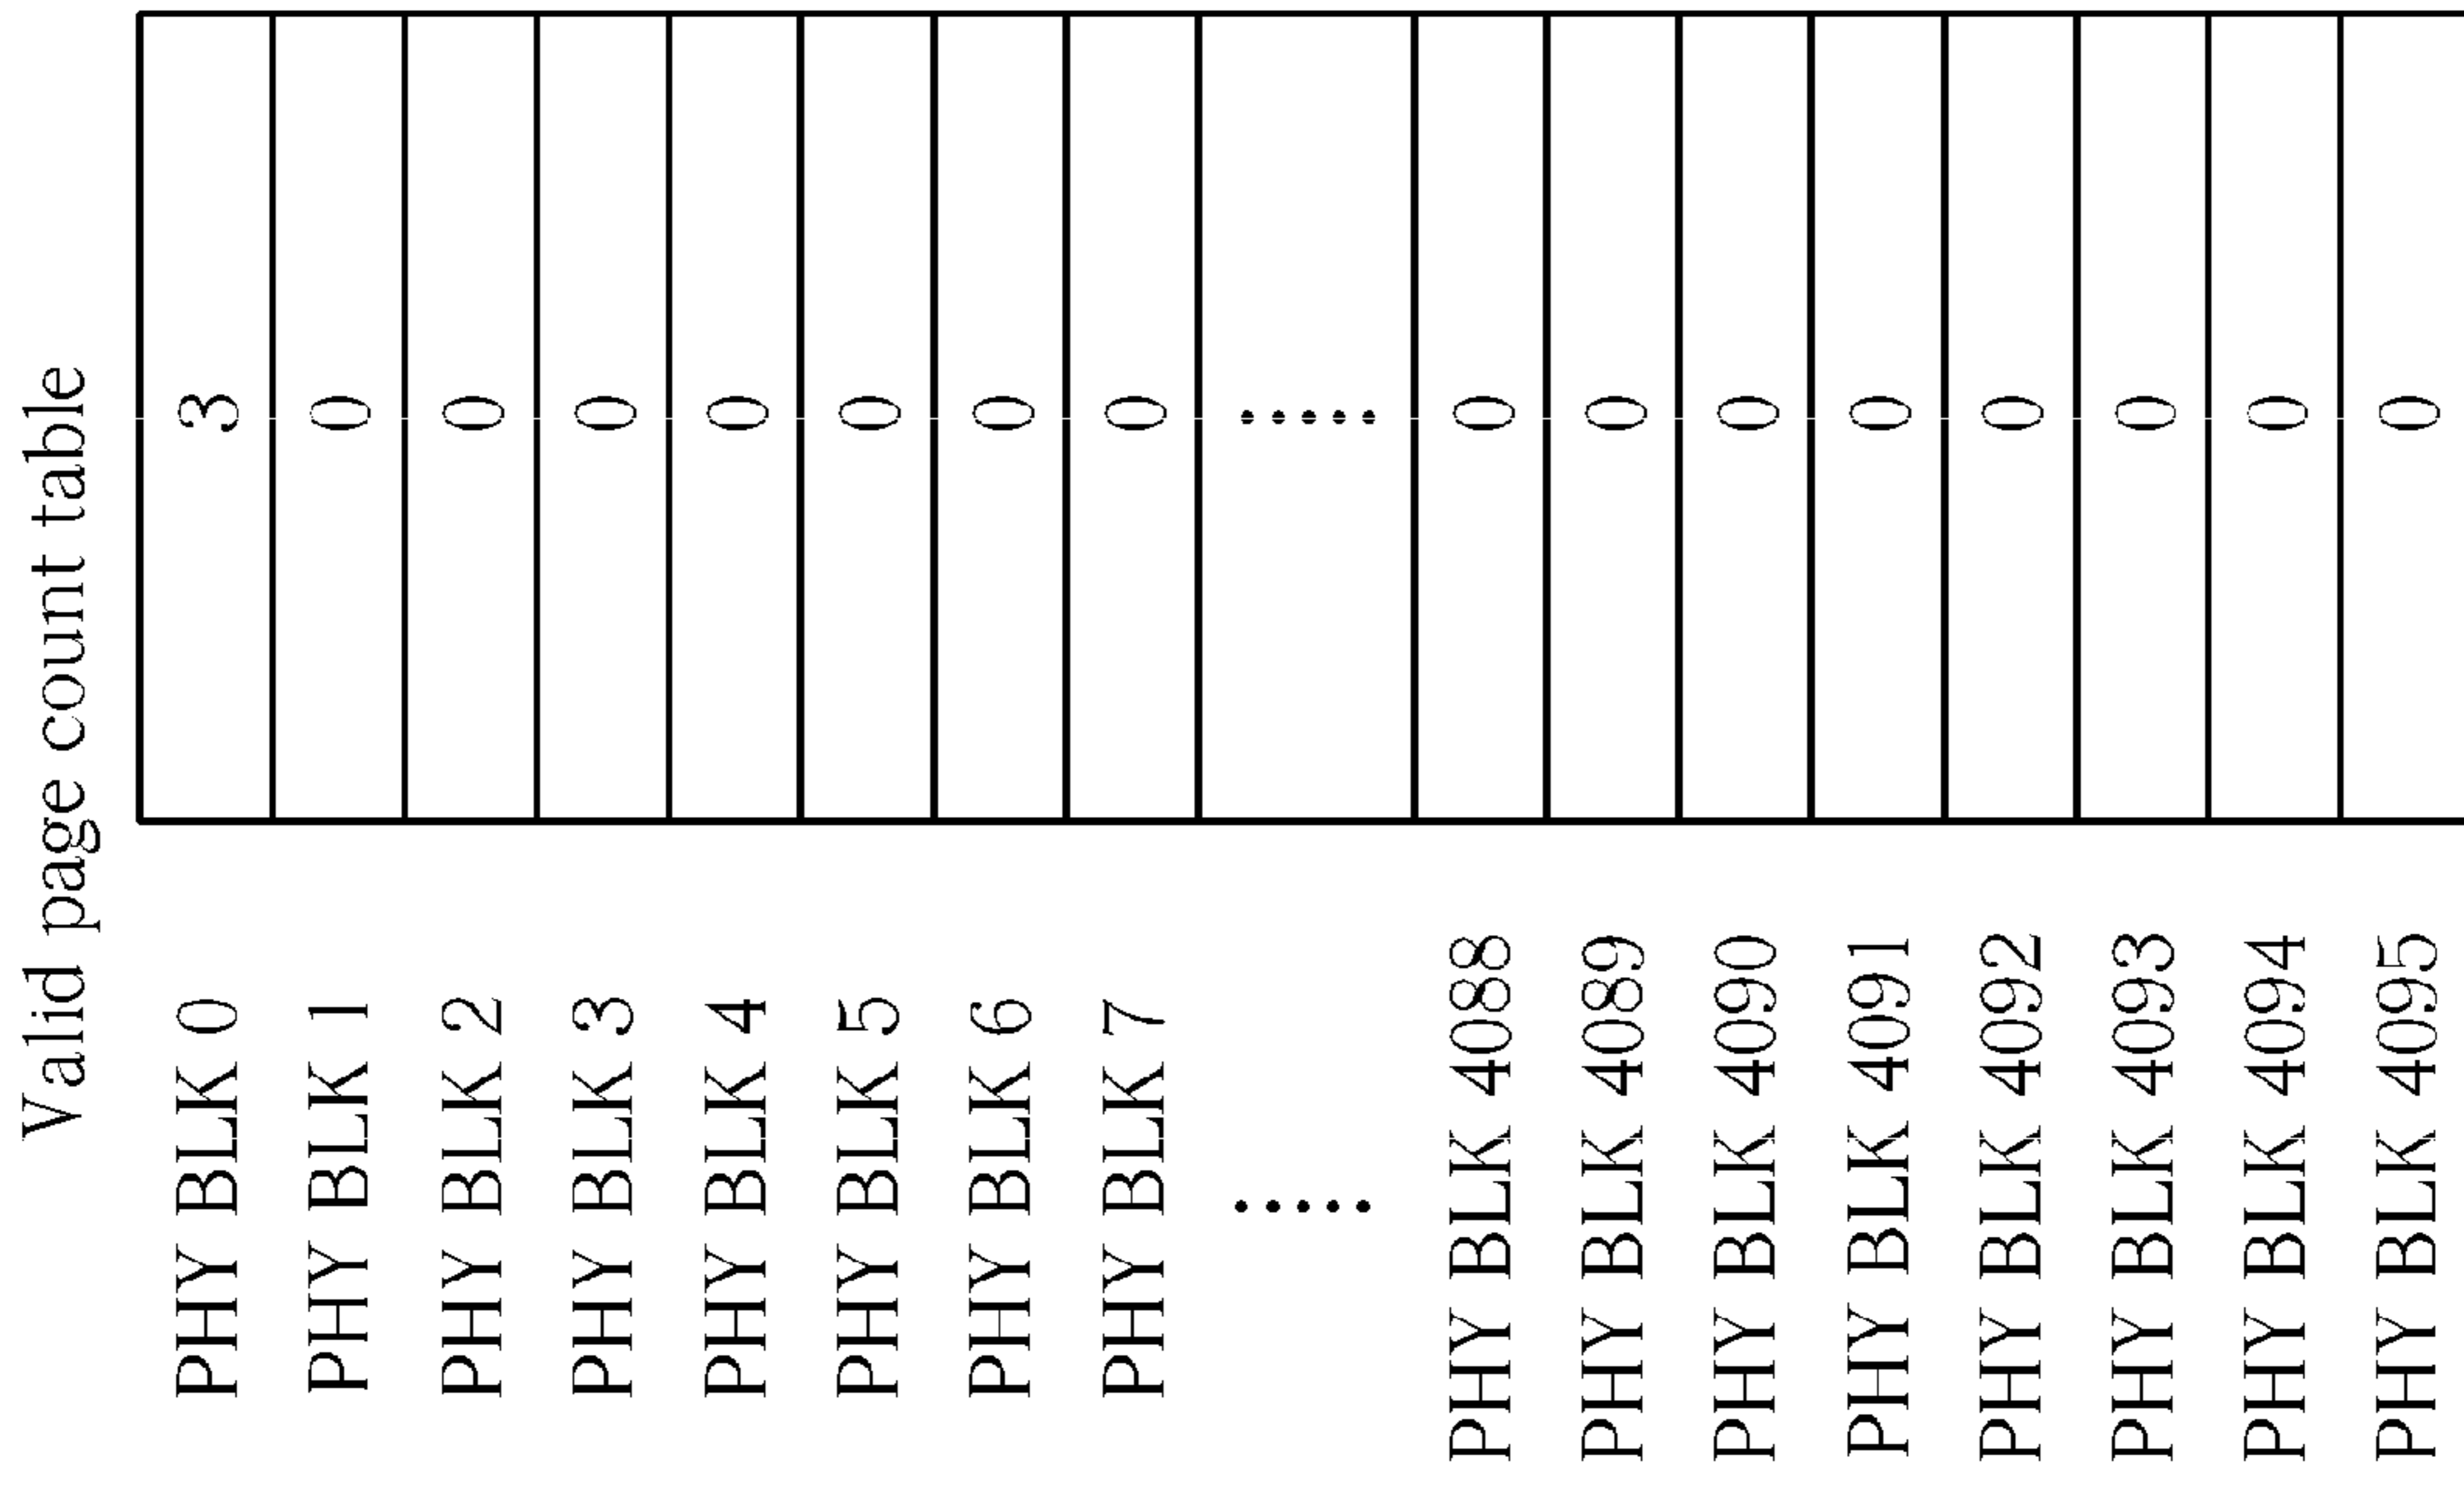 Valid page count table
PHY BLK 0 3
PHY BLK 1 0
PHY BLK 2 0
PHY BLK 3 0
PHY BLK 4 0
PHY BLK 5 0
PHY BLK 6 0
PHY BLK 7 0
..... .....
PHY BLK 4088 0
PHY BLK 4089 0
PHY BLK 4090 0
PHY BLK 4091 0
PHY BLK 4092 0
PHY BLK 4093 0
PHY BLK 4094 0
PHY BLK 4095 0